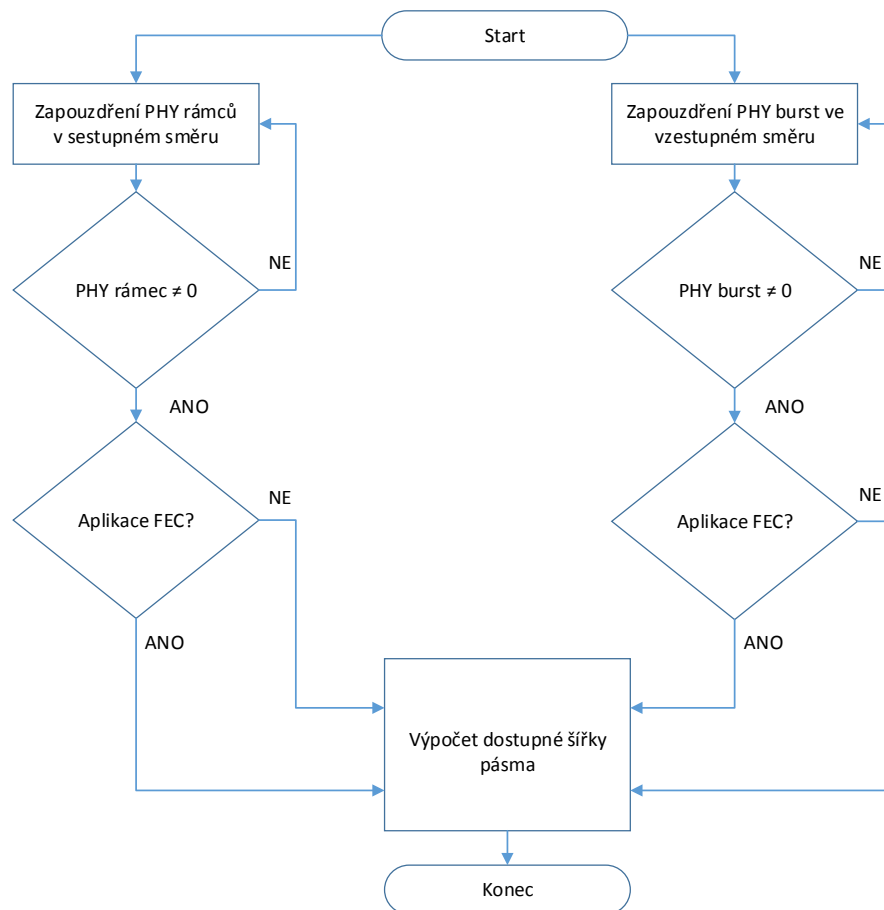 Start
Zapouzdření PHY rámců
v sestupném směru
Zapouzdření PHY burst ve
vzestupném směru
NE
NE
PHY rámec ≠ 0
PHY burst ≠ 0
ANO
ANO
NE
NE
Aplikace FEC?
Aplikace FEC?
ANO
ANO
Výpočet dostupné šířky
pásma
Konec